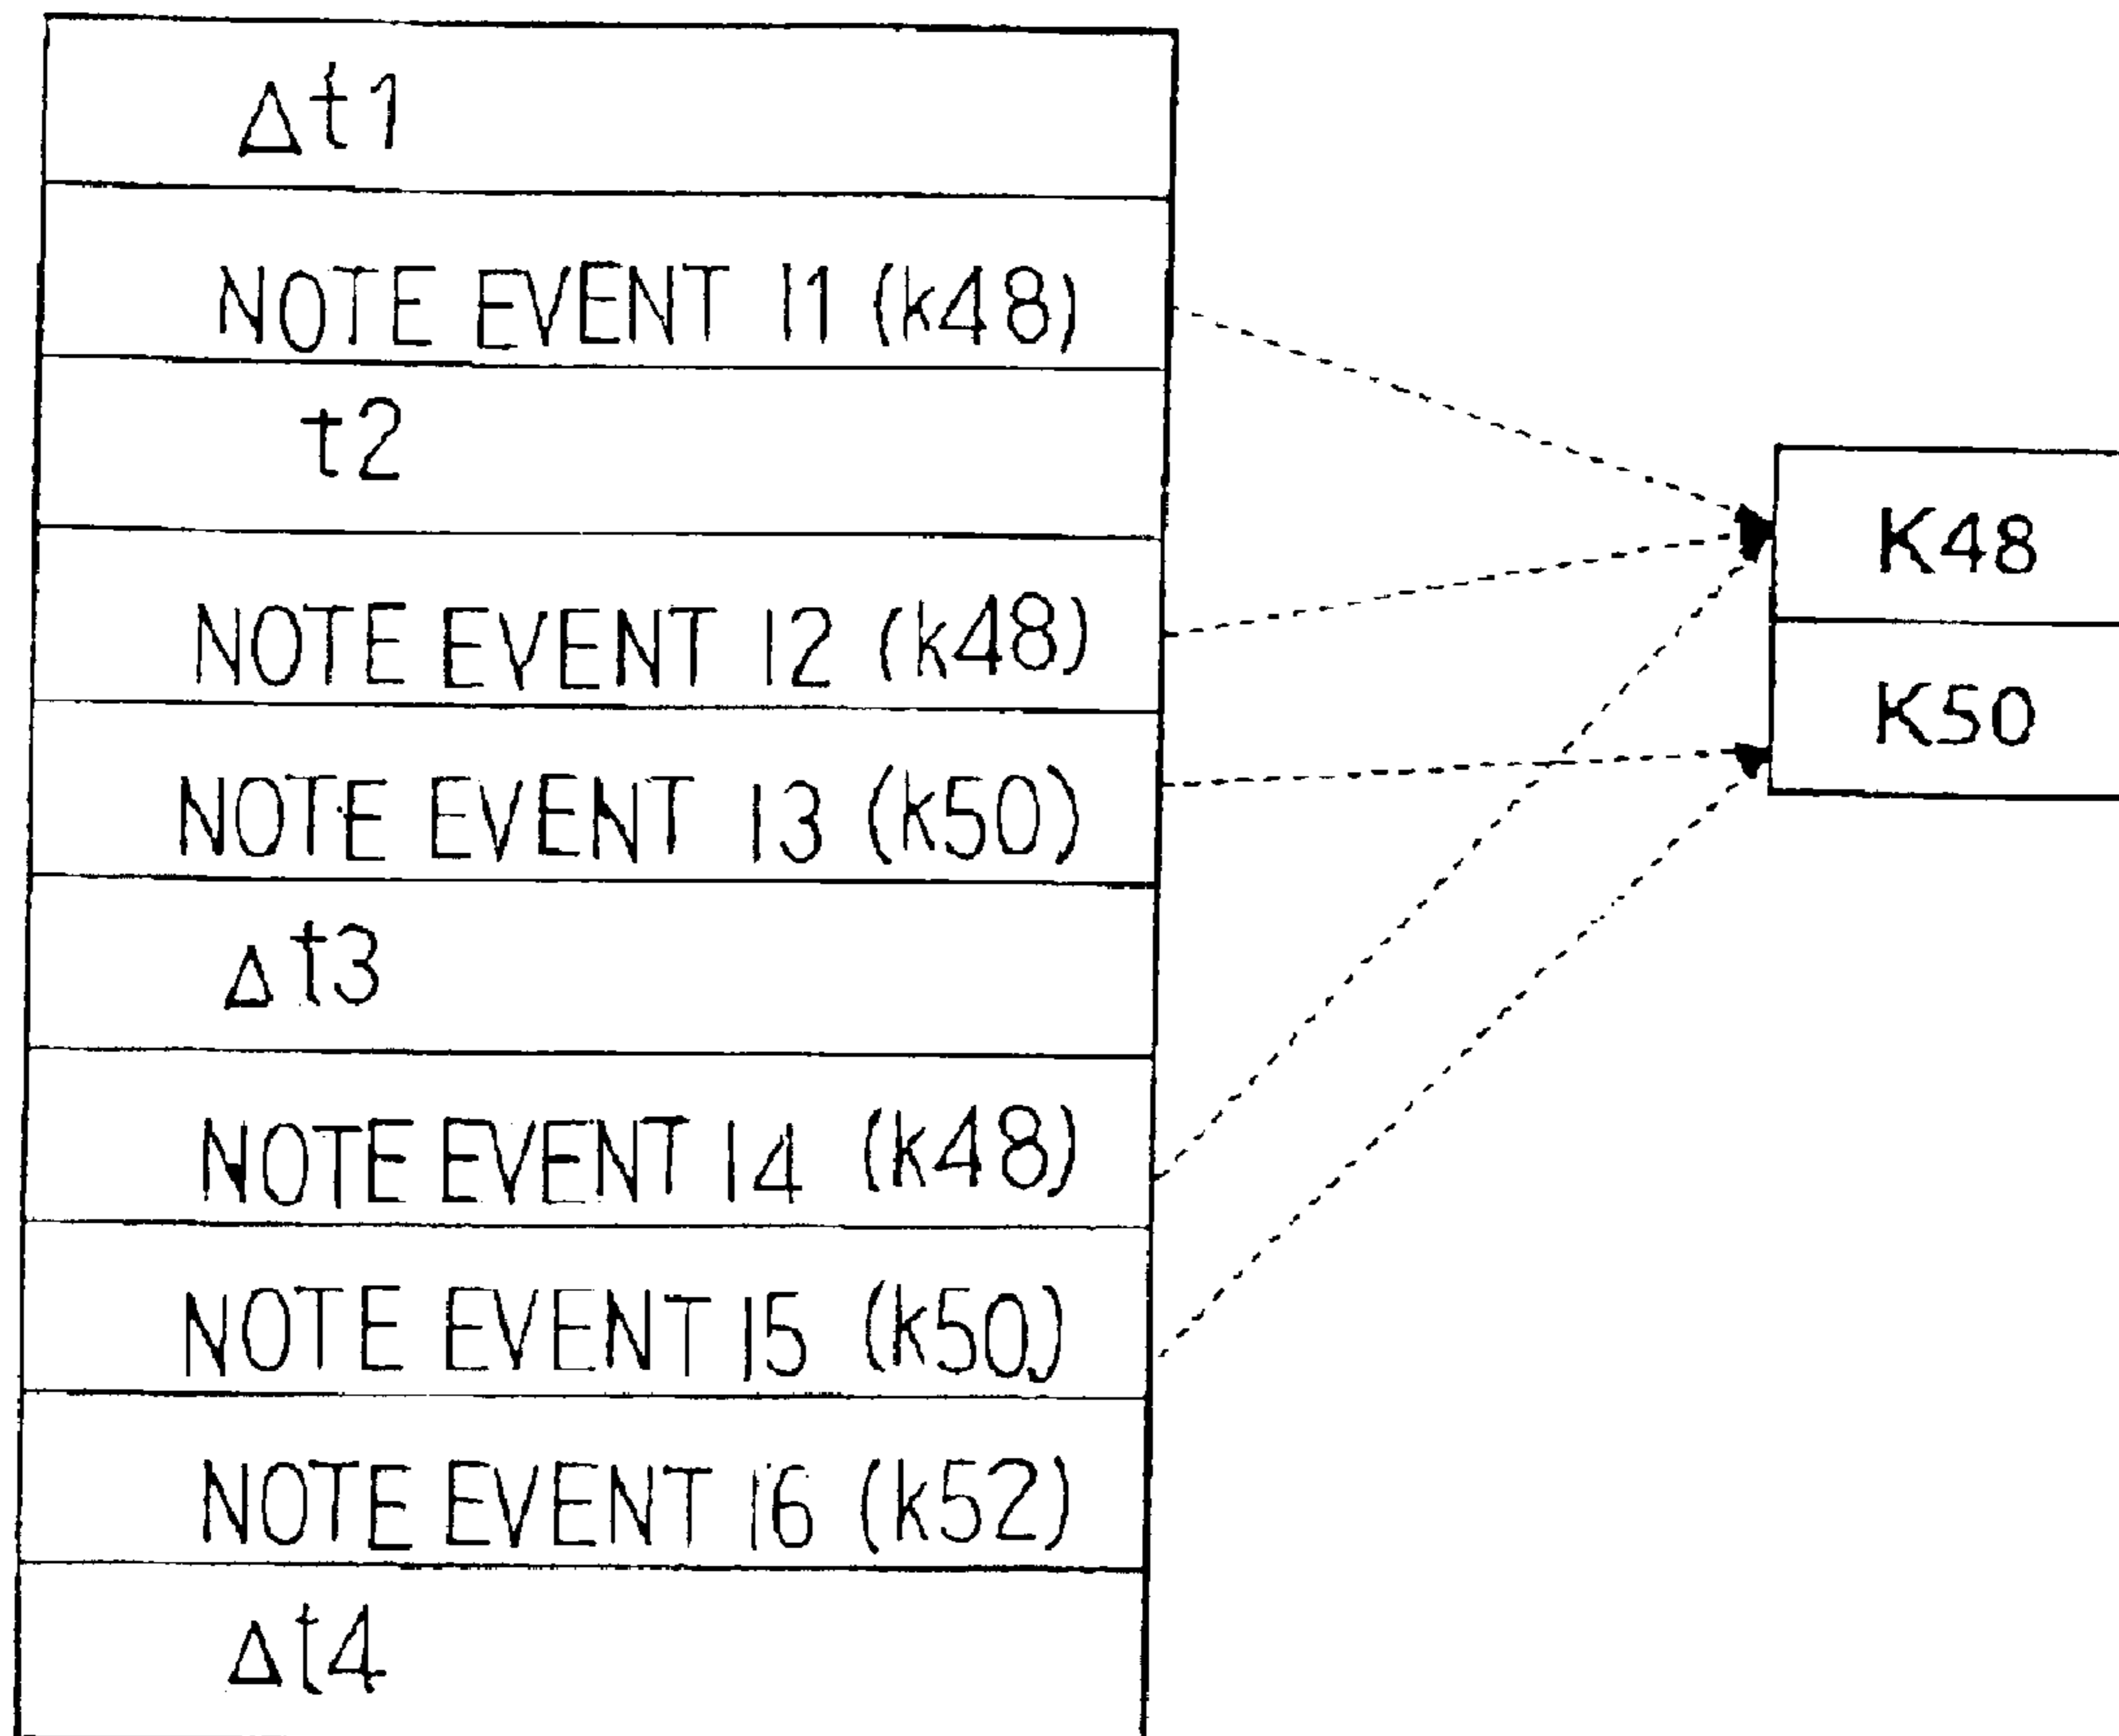 Δt1
NOTE EVENT I1 (k48)
t2
NOTE EVENT I2 (k48)
NOTE EVENT I3 (k50)
Δt3
NOTE EVENT I4 (k48)
NOTE EVENT I5 (k50)
NOTE EVENT I6 (k52)
Δt4
K48
K50